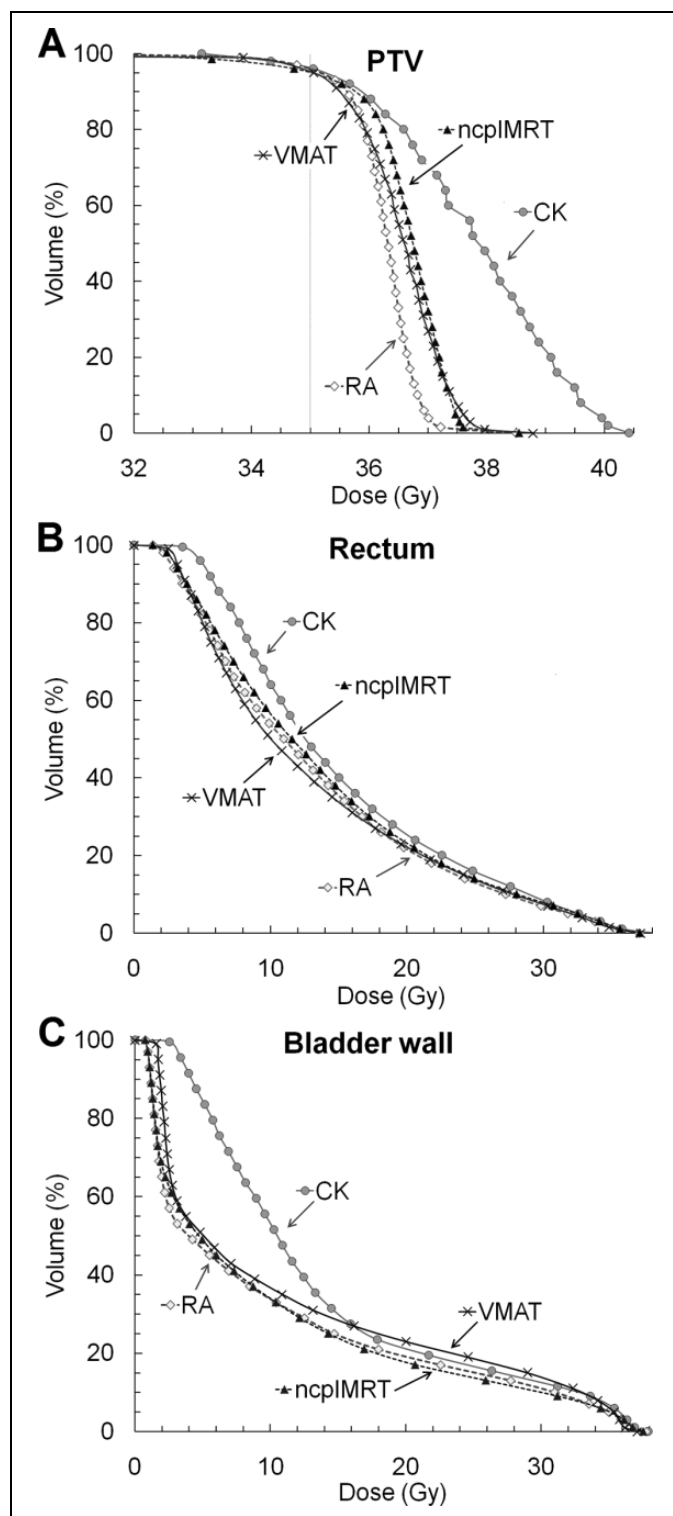 A
PTV
100
80
60
40
20
0
Volume (%)
VMAT
ncpIMRT
CK
RA
32
34
36
38
40
Dose (Gy)
B
Rectum
100
80
60
40
20
0
Volume (%)
CK
ncpIMRT
VMAT
RA
0
10
20
30
Dose (Gy)
C
Bladder wall
100
80
60
40
20
0
Volume (%)
CK
RA
VMAT
ncpIMRT
0
10
20
30
Dose (Gy)